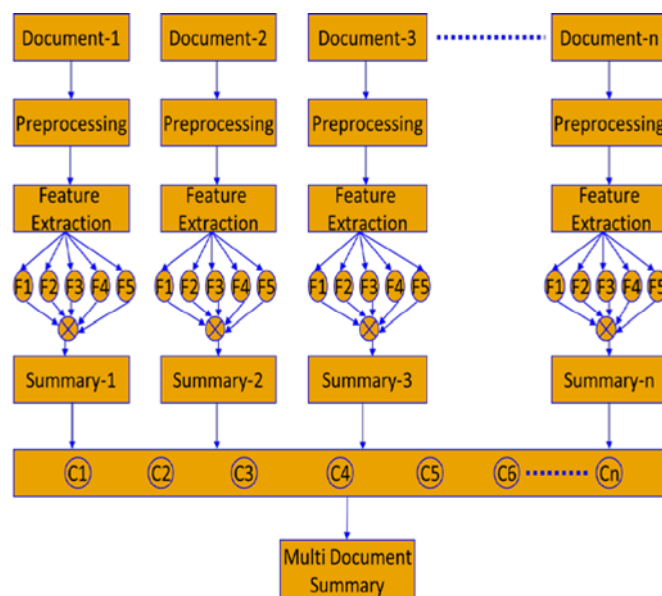 Document-1 Document-2 Document-3 Document-n
Preprocessing Preprocessing Preprocessing Preprocessing
Feature Feature Feature Feature
Extraction Extraction Extraction Extraction
F1 F2 F3 F4 F5 F1 F2 F3 F4 F5 F1 F2 F3 F4 F5 F1 F2 F3 F4 F5
Summary-1 Summary-2 Summary-3 Summary-n
C1 C2 C3 C4 C5 C6 Cn
Multi Document
Summary